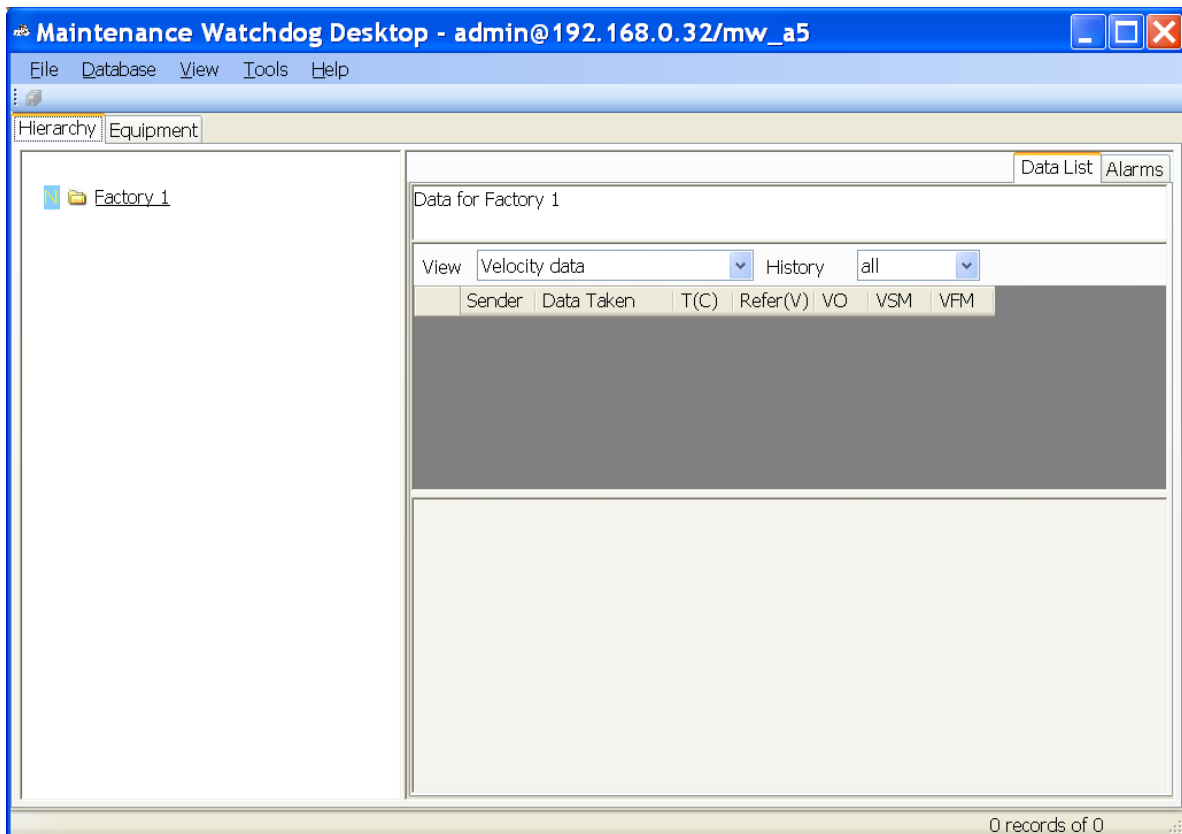 Maintenance Watchdog Desktop - admin@192.168.0.32/mw_a5
File Database View Tools Help
Hierarchy Equipment
Data List Alarms
N Factory 1
Data for Factory 1
View Velocity data History all
Sender Data Taken T(C) Refer(V) VO VSM VFM
0 records of 0